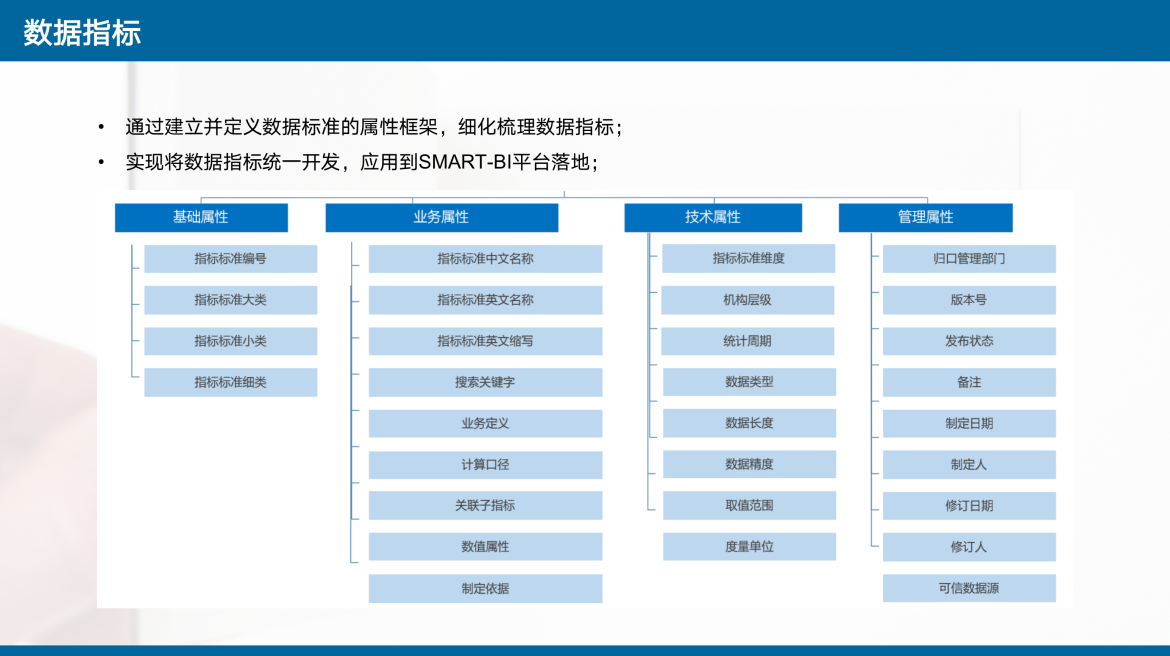 数据指标
• 通过建立并定义数据标准的属性框架，细化梳理数据指标；
• 实现将数据指标统一开发，应用到SMART-BI平台落地；
基础属性
指标标准编号
指标标准大类
指标标准小类
指标标准细类
业务属性
指标标准中文名称
指标标准英文名称
指标标准英文缩写
搜索关键字
业务定义
计算口径
关联子指标
数值属性
制定依据
技术属性
指标标准维度
机构层级
统计周期
数据类型
数据长度
数据精度
取值范围
度量单位
管理属性
归口管理部门
版本号
发布状态
备注
制定日期
制定人
修订日期
修订人
可信数据源